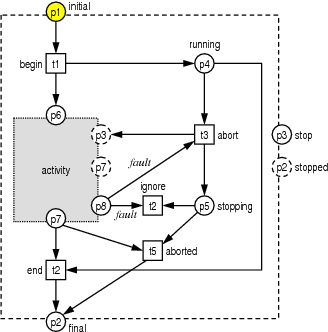 p1 initial
running
begin t1 p4
p6
p3 t3 abort p3 stop
fault
p7 p2 stopped
activity
ignore
p8 t2 p5 stopping
fault
p7
t5 aborted
end t2
p2 final